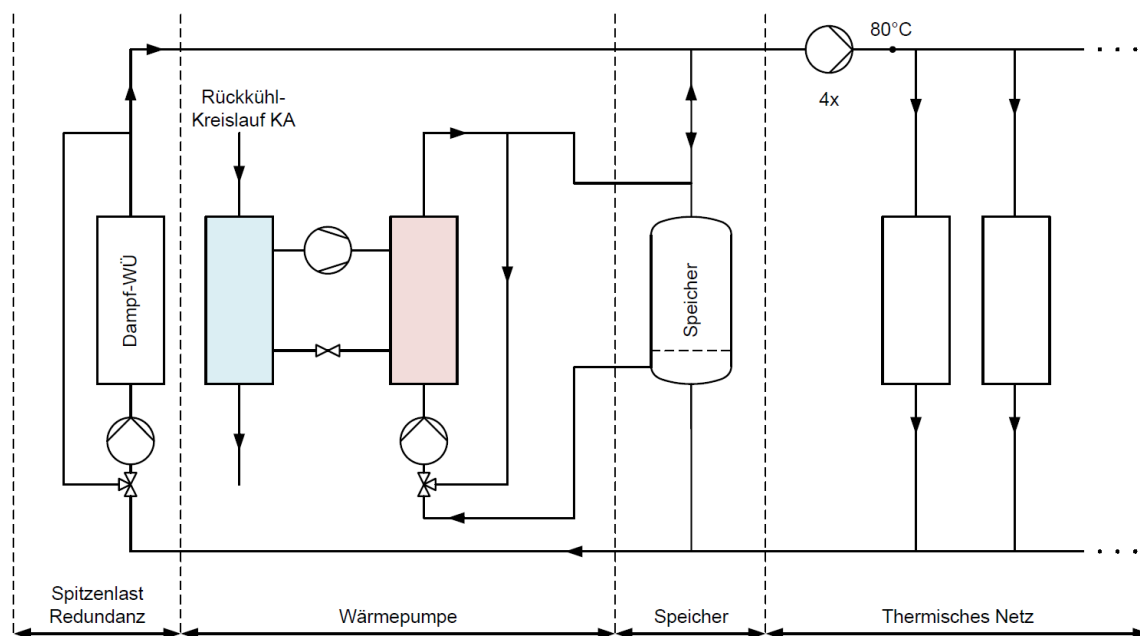 80°C
4x
Rückkühl-
Kreislauf KA
Dampf-WÜ
Speicher
Spitzenlast
Redundanz
Wärmepumpe
Speicher
Thermisches Netz